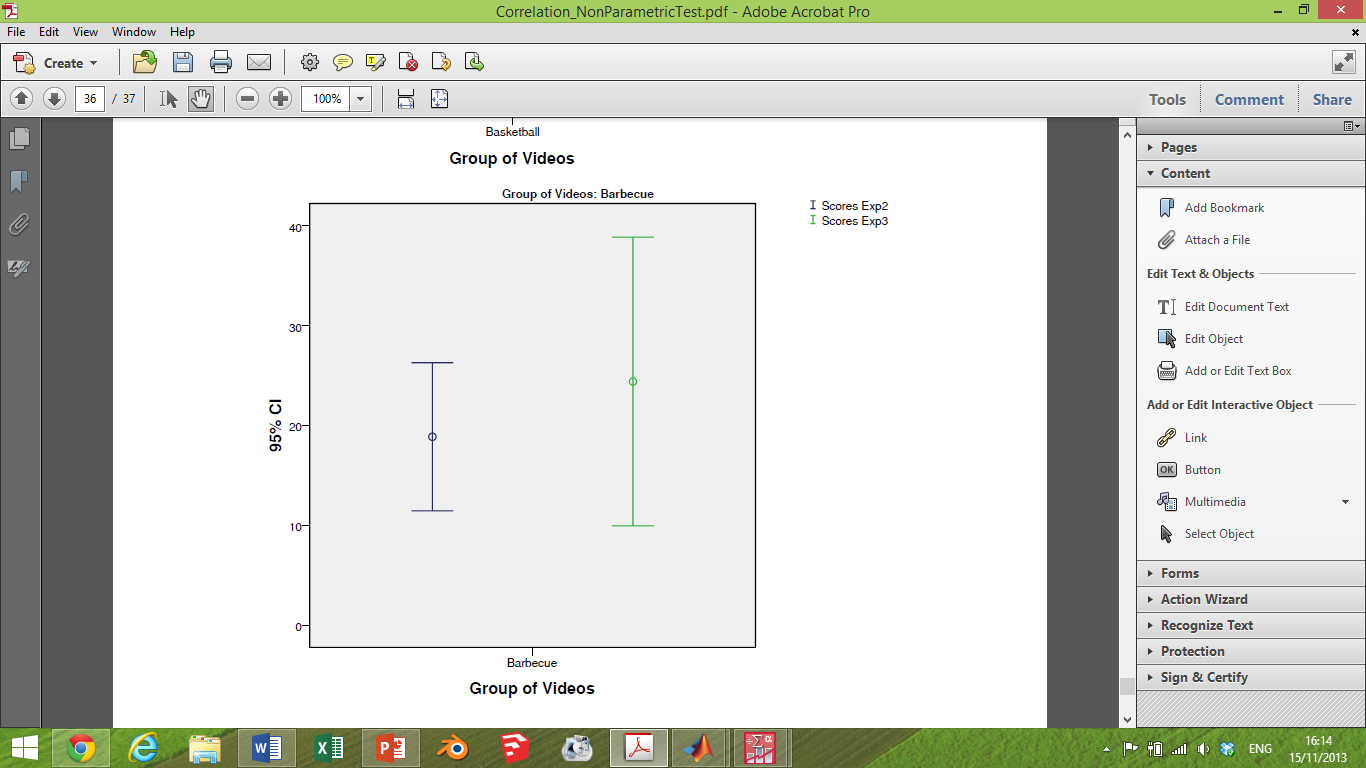 Correlation_NonParametricTest.pdf - Adobe Acrobat Pro
File Edit View Window Help
Create
36 / 37 100% Tools Comment Share
Basketball
Group of Videos
Group of Videos: Barbecue
Scores Exp2
Scores Exp3
40
30
20
10
0
95% CI
Barbecue
Group of Videos
Pages
Content
Add Bookmark
Attach a File
Edit Text & Objects
Edit Document Text
Edit Object
Add or Edit Text Box
Add or Edit Interactive Object
Link
OK Button
Multimedia
Select Object
Forms
Action Wizard
Recognize Text
Protection
Sign & Certify
ENG
16:14
15/11/2013